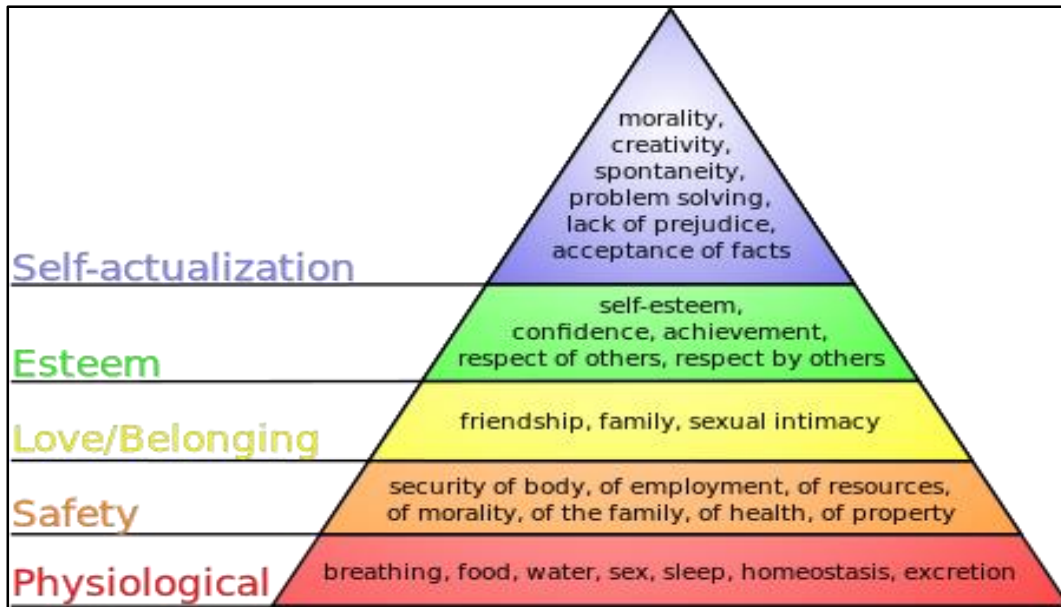 morality,
creativity,
spontaneity,
problem solving,
lack of prejudice,
acceptance of facts
Self-actualization
self-esteem,
confidence, achievement,
respect of others, respect by others
Esteem
friendship, family, sexual intimacy
Love/Belonging
security of body, of employment, of resources,
of morality, of the family, of health, of property
Safety
breathing, food, water, sex, sleep, homeostasis, excretion
Physiological